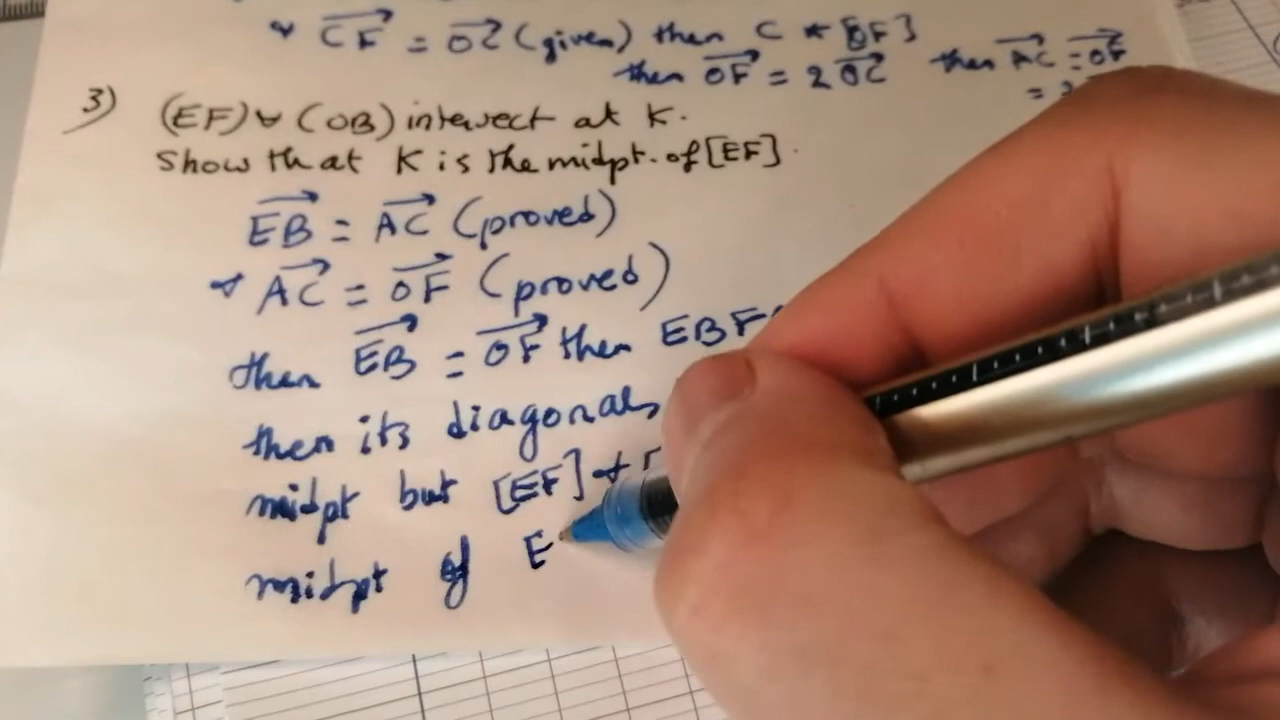 & CF = OC (given) then C * [OF]
then OF = 2 OC then AC = OF
=
3) (EF) & (OB) intersect at K.
Show that K is the midpt. of [EF].
EB = AC (proved)
& AC = OF (proved)
then EB = OF then EBF
then its diagonals
midpt but [EF] &
midpt of E